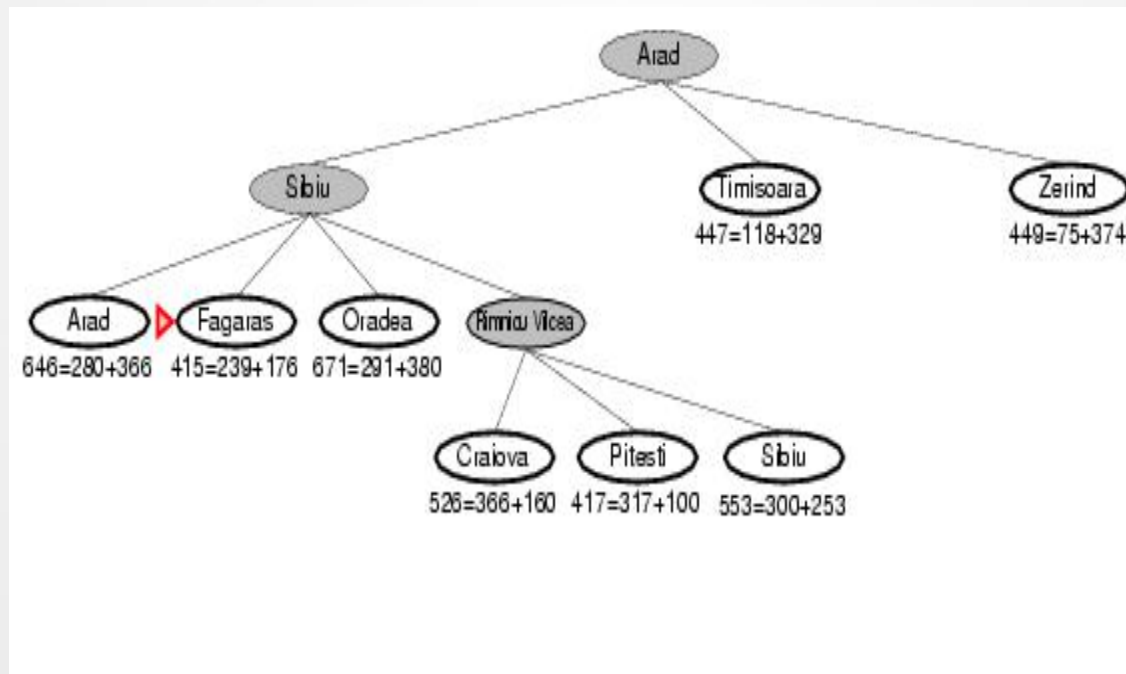 Arad
Sibiu
Timisoara
Zerind
447=118+329
449=75+374
Arad
Fagaras
Oradea
Rimnicu Vilcea
646=280+366
415=239+176
671=291+380
Craiova
Pitesti
Sibiu
526=366+160
417=317+100
553=300+253